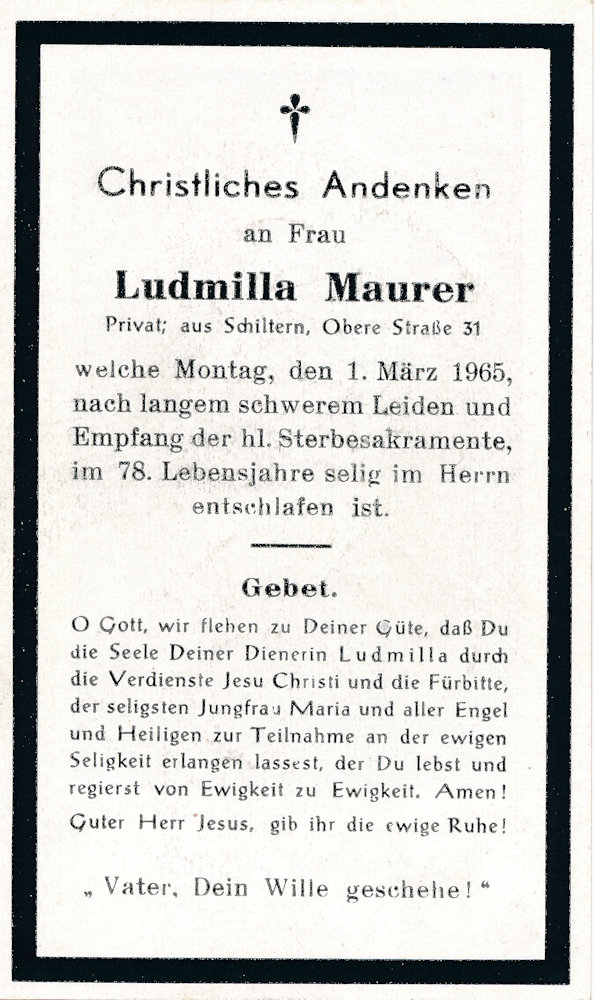 Christliches Andenken
an Frau
Ludmilla Maurer
Privat; aus Schiltern, Obere Straße 31
welche Montag, den 1. März 1965,
nach langem schwerem Leiden und
Empfang der hl. Sterbesakramente,
im 78. Lebensjahre selig im Herrn
entschlafen ist.
Gebet.
O Gott, wir flehen zu Deiner Güte, daß Du
die Seele Deiner Dienerin Ludmilla durch
die Verdienste Jesu Christi und die Fürbitte,
der seligsten Jungfrau Maria und aller Engel
und Heiligen zur Teilnahme an der ewigen
Seligkeit erlangen lassest, der Du lebst und
regierst von Ewigkeit zu Ewigkeit. Amen!
Guter Herr Jesus, gib ihr die ewige Ruhe!
„Vater, Dein Wille geschehe!“